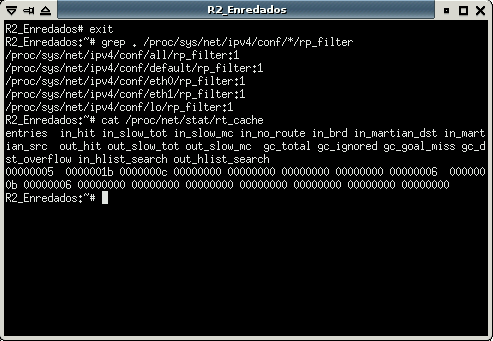 R2_Enredados
R2_Enredados# exit
R2_Enredados:~# grep . /proc/sys/net/ipv4/conf/*/rp_filter
/proc/sys/net/ipv4/conf/all/rp_filter:1
/proc/sys/net/ipv4/conf/default/rp_filter:1
/proc/sys/net/ipv4/conf/eth0/rp_filter:1
/proc/sys/net/ipv4/conf/eth1/rp_filter:1
/proc/sys/net/ipv4/conf/lo/rp_filter:1
R2_Enredados:~# cat /proc/net/stat/rt_cache
entries  in_hit in_slow_tot in_slow_mc in_no_route in_brd in_martian_dst in_mart
ian_src  out_hit out_slow_tot out_slow_mc  gc_total gc_ignored gc_goal_miss gc_d
st_overflow in_hlist_search out_hlist_search
00000005  0000001b 0000000c 00000000 00000000 00000000 00000000 00000006  000000
0b 00000006 00000000 00000000 00000000 00000000 00000000 00000000 00000000
R2_Enredados:~#